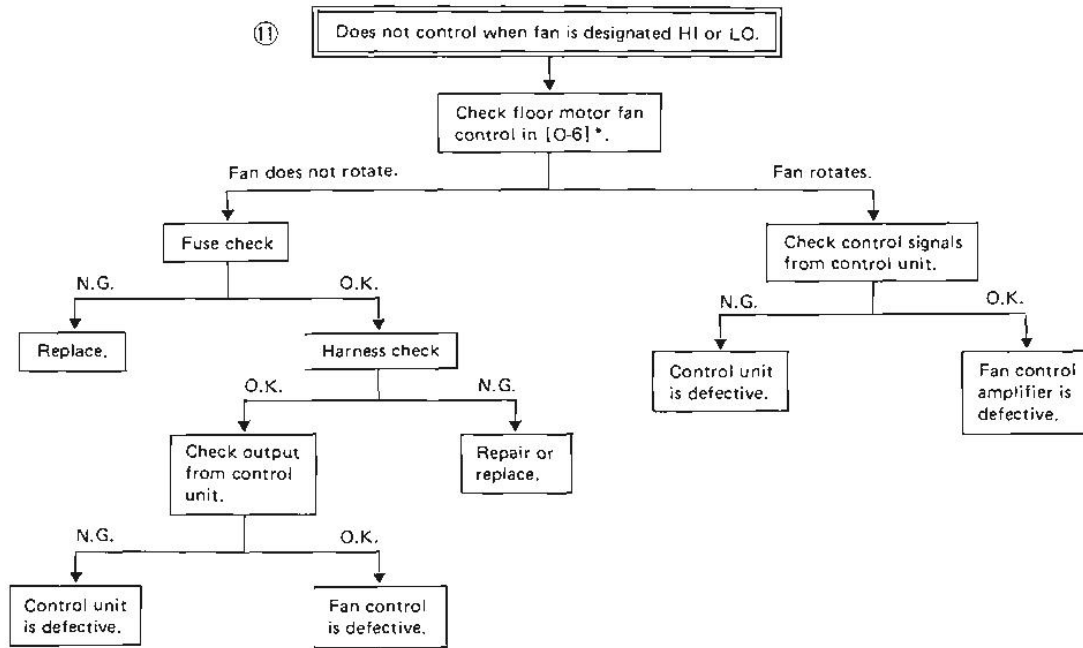 ⑪
Does not control when fan is designated HI or LO.
Check floor motor fan
control in [O-6]*.
Fan does not rotate.
Fan rotates.
Fuse check
Check control signals
from control unit.
N.G.
O.K.
N.G.
O.K.
Replace.
Harness check
Control unit
is defective.
Fan control
amplifier is
defective.
O.K.
N.G.
Check output
from control
unit.
Repair or
replace.
N.G.
O.K.
Control unit
is defective.
Fan control
is defective.